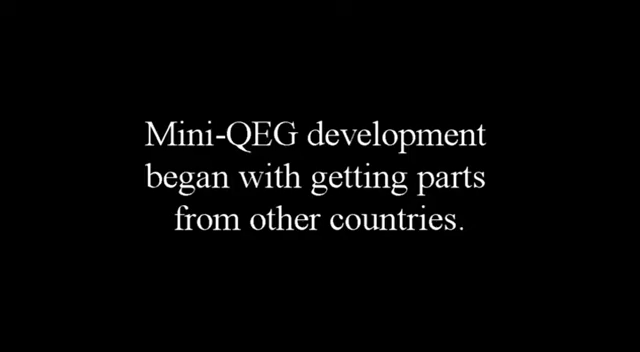 Mini-QEG development
began with getting parts
from other countries.